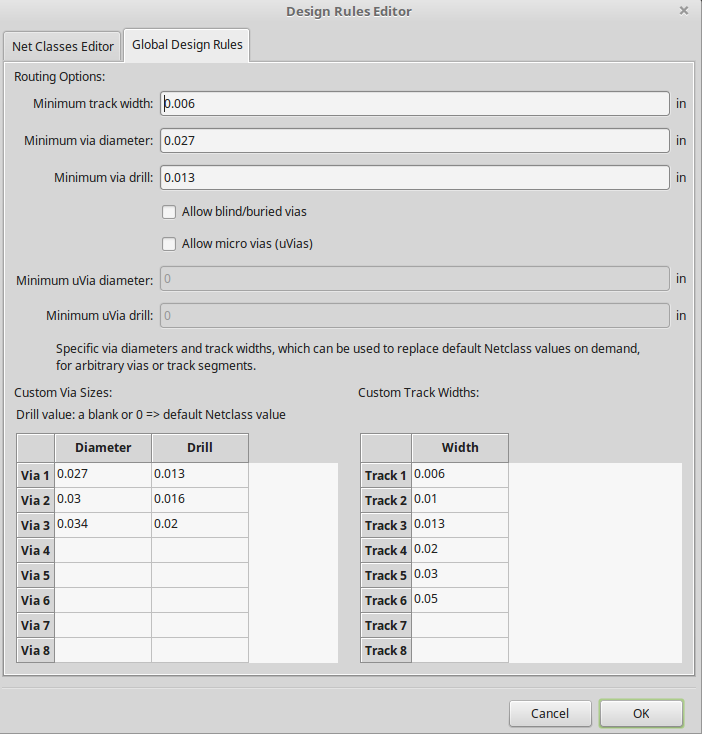 Design Rules Editor ×
Net Classes Editor Global Design Rules
Routing Options:
Minimum track width: 0.006 in
Minimum via diameter: 0.027 in
Minimum via drill: 0.013 in
Allow blind/buried vias
Allow micro vias (uVias)
Minimum uVia diameter: 0 in
Minimum uVia drill: 0 in
Specific via diameters and track widths, which can be used to replace default Netclass values on demand,
for arbitrary vias or track segments.
Custom Via Sizes:
Drill value: a blank or 0 => default Netclass value
Diameter Drill
Via 1 0.027 0.013
Via 2 0.03 0.016
Via 3 0.034 0.02
Via 4
Via 5
Via 6
Via 7
Via 8
Custom Track Widths:
Width
Track 1 0.006
Track 2 0.01
Track 3 0.013
Track 4 0.02
Track 5 0.03
Track 6 0.05
Track 7
Track 8
Cancel OK